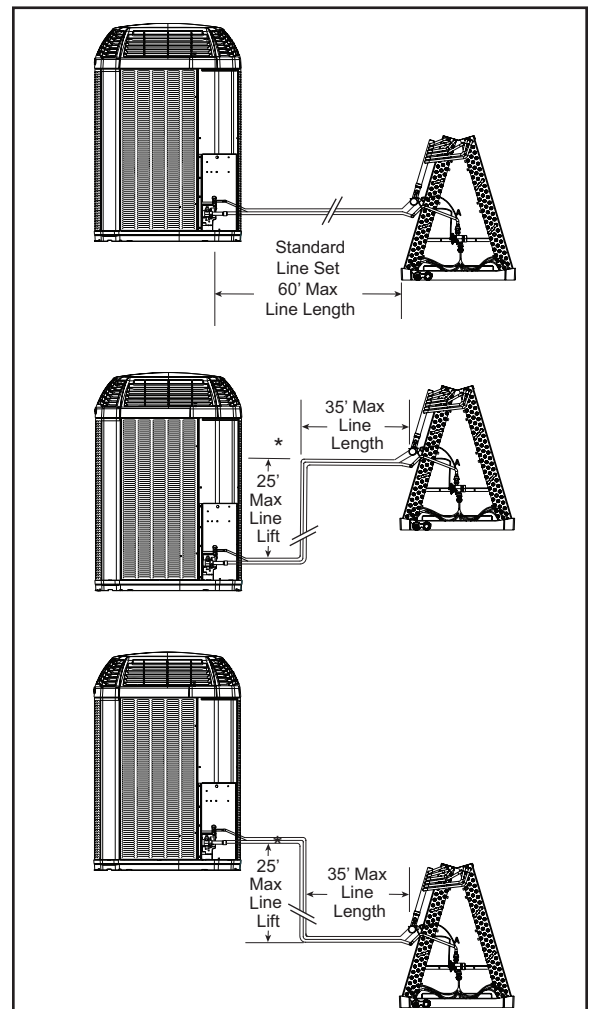 Standard
Line Set
60' Max
Line Length
35' Max
Line
Length
*
25'
Max
Line
Lift
*
25'
Max
Line
Lift
35' Max
Line
Length